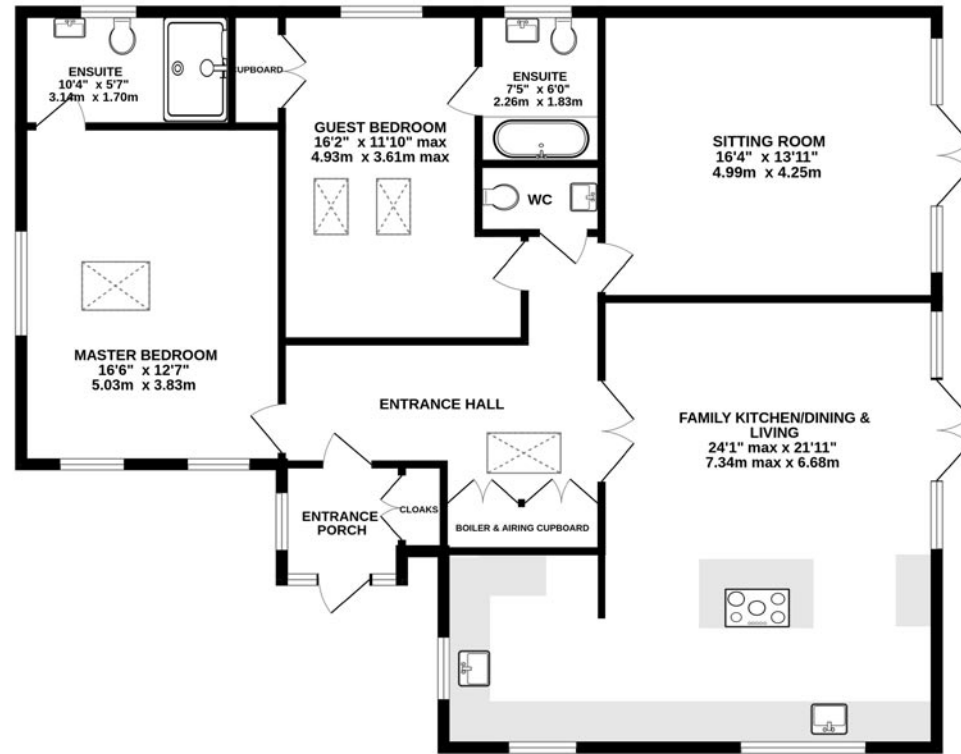 ENSUITE
10'4" x 5'7"
3.14m x 1.70m
UPBOARD
GUEST BEDROOM
16'2" x 11'10" max
4.93m x 3.61m max
ENSUITE
7'5" x 6'0"
2.26m x 1.83m
WC
SITTING ROOM
16'4" x 13'11"
4.99m x 4.25m
MASTER BEDROOM
16'6" x 12'7"
5.03m x 3.83m
ENTRANCE HALL
FAMILY KITCHEN/DINING &
LIVING
24'1" max x 21'11"
7.34m max x 6.68m
ENTRANCE
PORCH
CLOAKS
BOILER & AIRING CUPBOARD